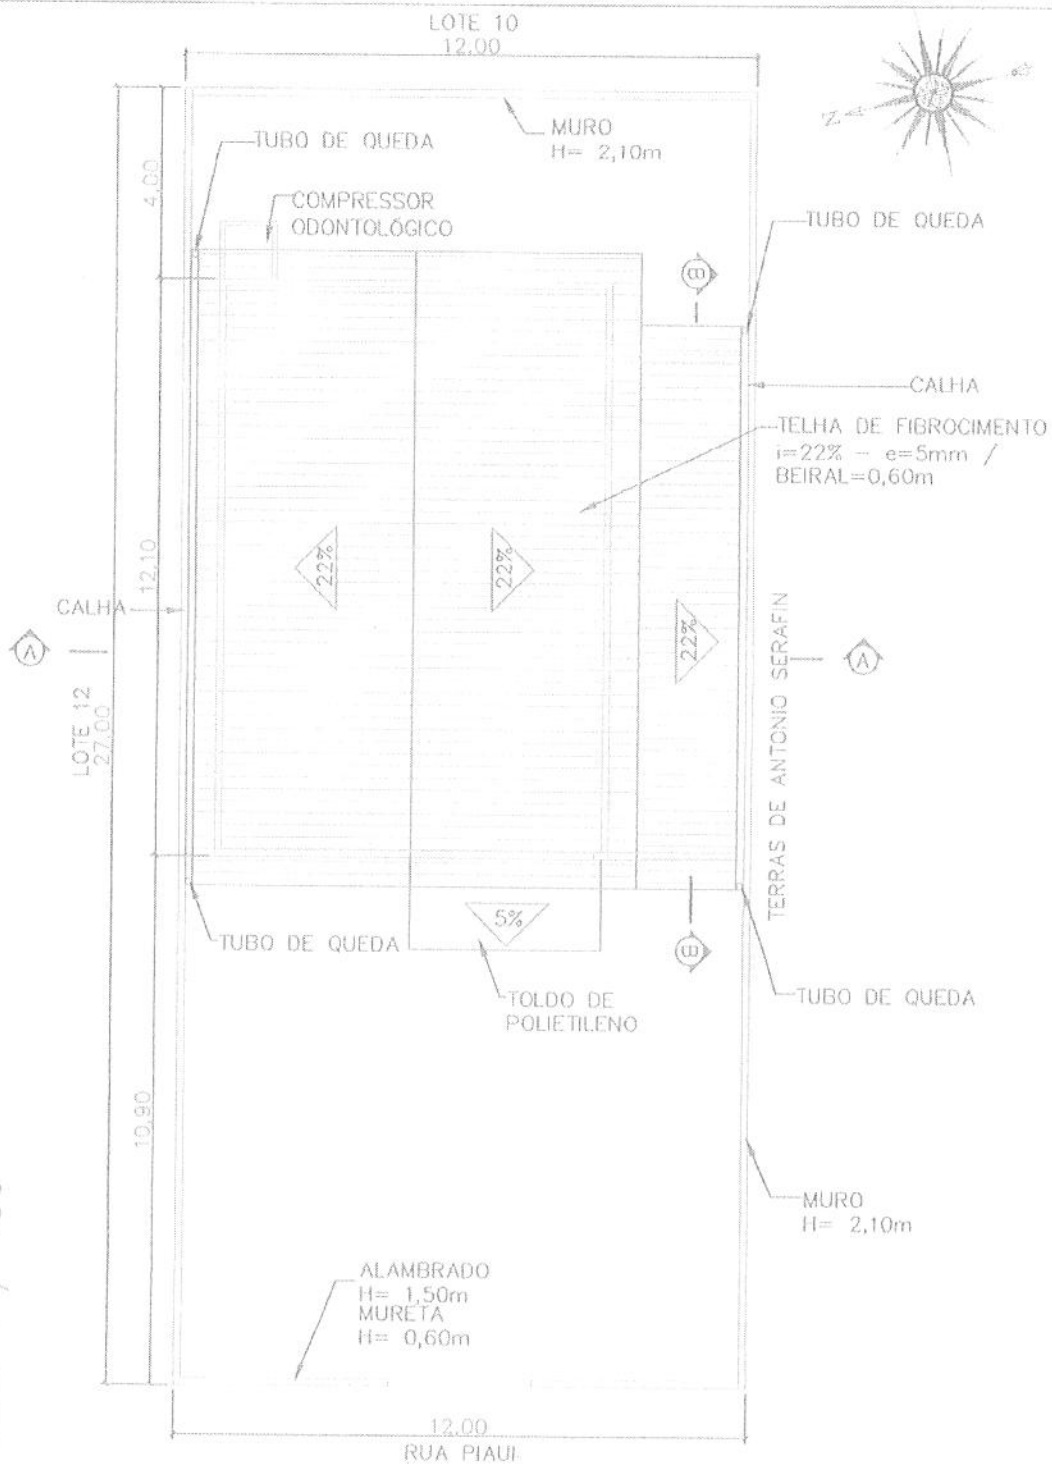 LOTE 10
12.00
N
MURO
H= 2,10m
TUBO DE QUEDA
4,00
COMPRESSOR
ODONTOLÓGICO
TUBO DE QUEDA
B
CALHA
TELHA DE FIBROCIMENTO
i=22% - e=5mm /
BEIRAL=0,60m
22%
22%
12,10
CALHA
22%
A
A
LOTE 12
27,00
TERRAS DE ANTONIO SERAFIN
5%
TUBO DE QUEDA
B
TOLDO DE
POLIETILENO
TUBO DE QUEDA
10,90
MURO
H= 2,10m
ALAMBRADO
H= 1,50m
MURETA
H= 0,60m
12.00
RUA PIAUI